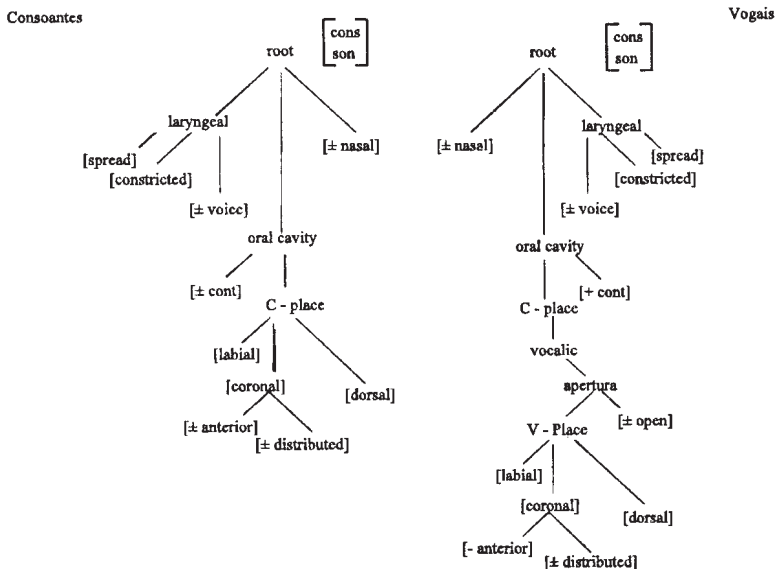 Consoantes
root
cons
son
laryngeal
[spread]
[constricted]
[± voice]
[± nasal]
oral cavity
[± cont]
C - place
[labial]
[coronal]
[dorsal]
[± anterior]
[± distributed]
Vogais
root
cons
son
[± nasal]
laryngeal
[spread]
[constricted]
[± voice]
oral cavity
[+ cont]
C - place
vocalic
apertura
[± open]
V - Place
[labial]
[coronal]
[dorsal]
[- anterior]
[± distributed]